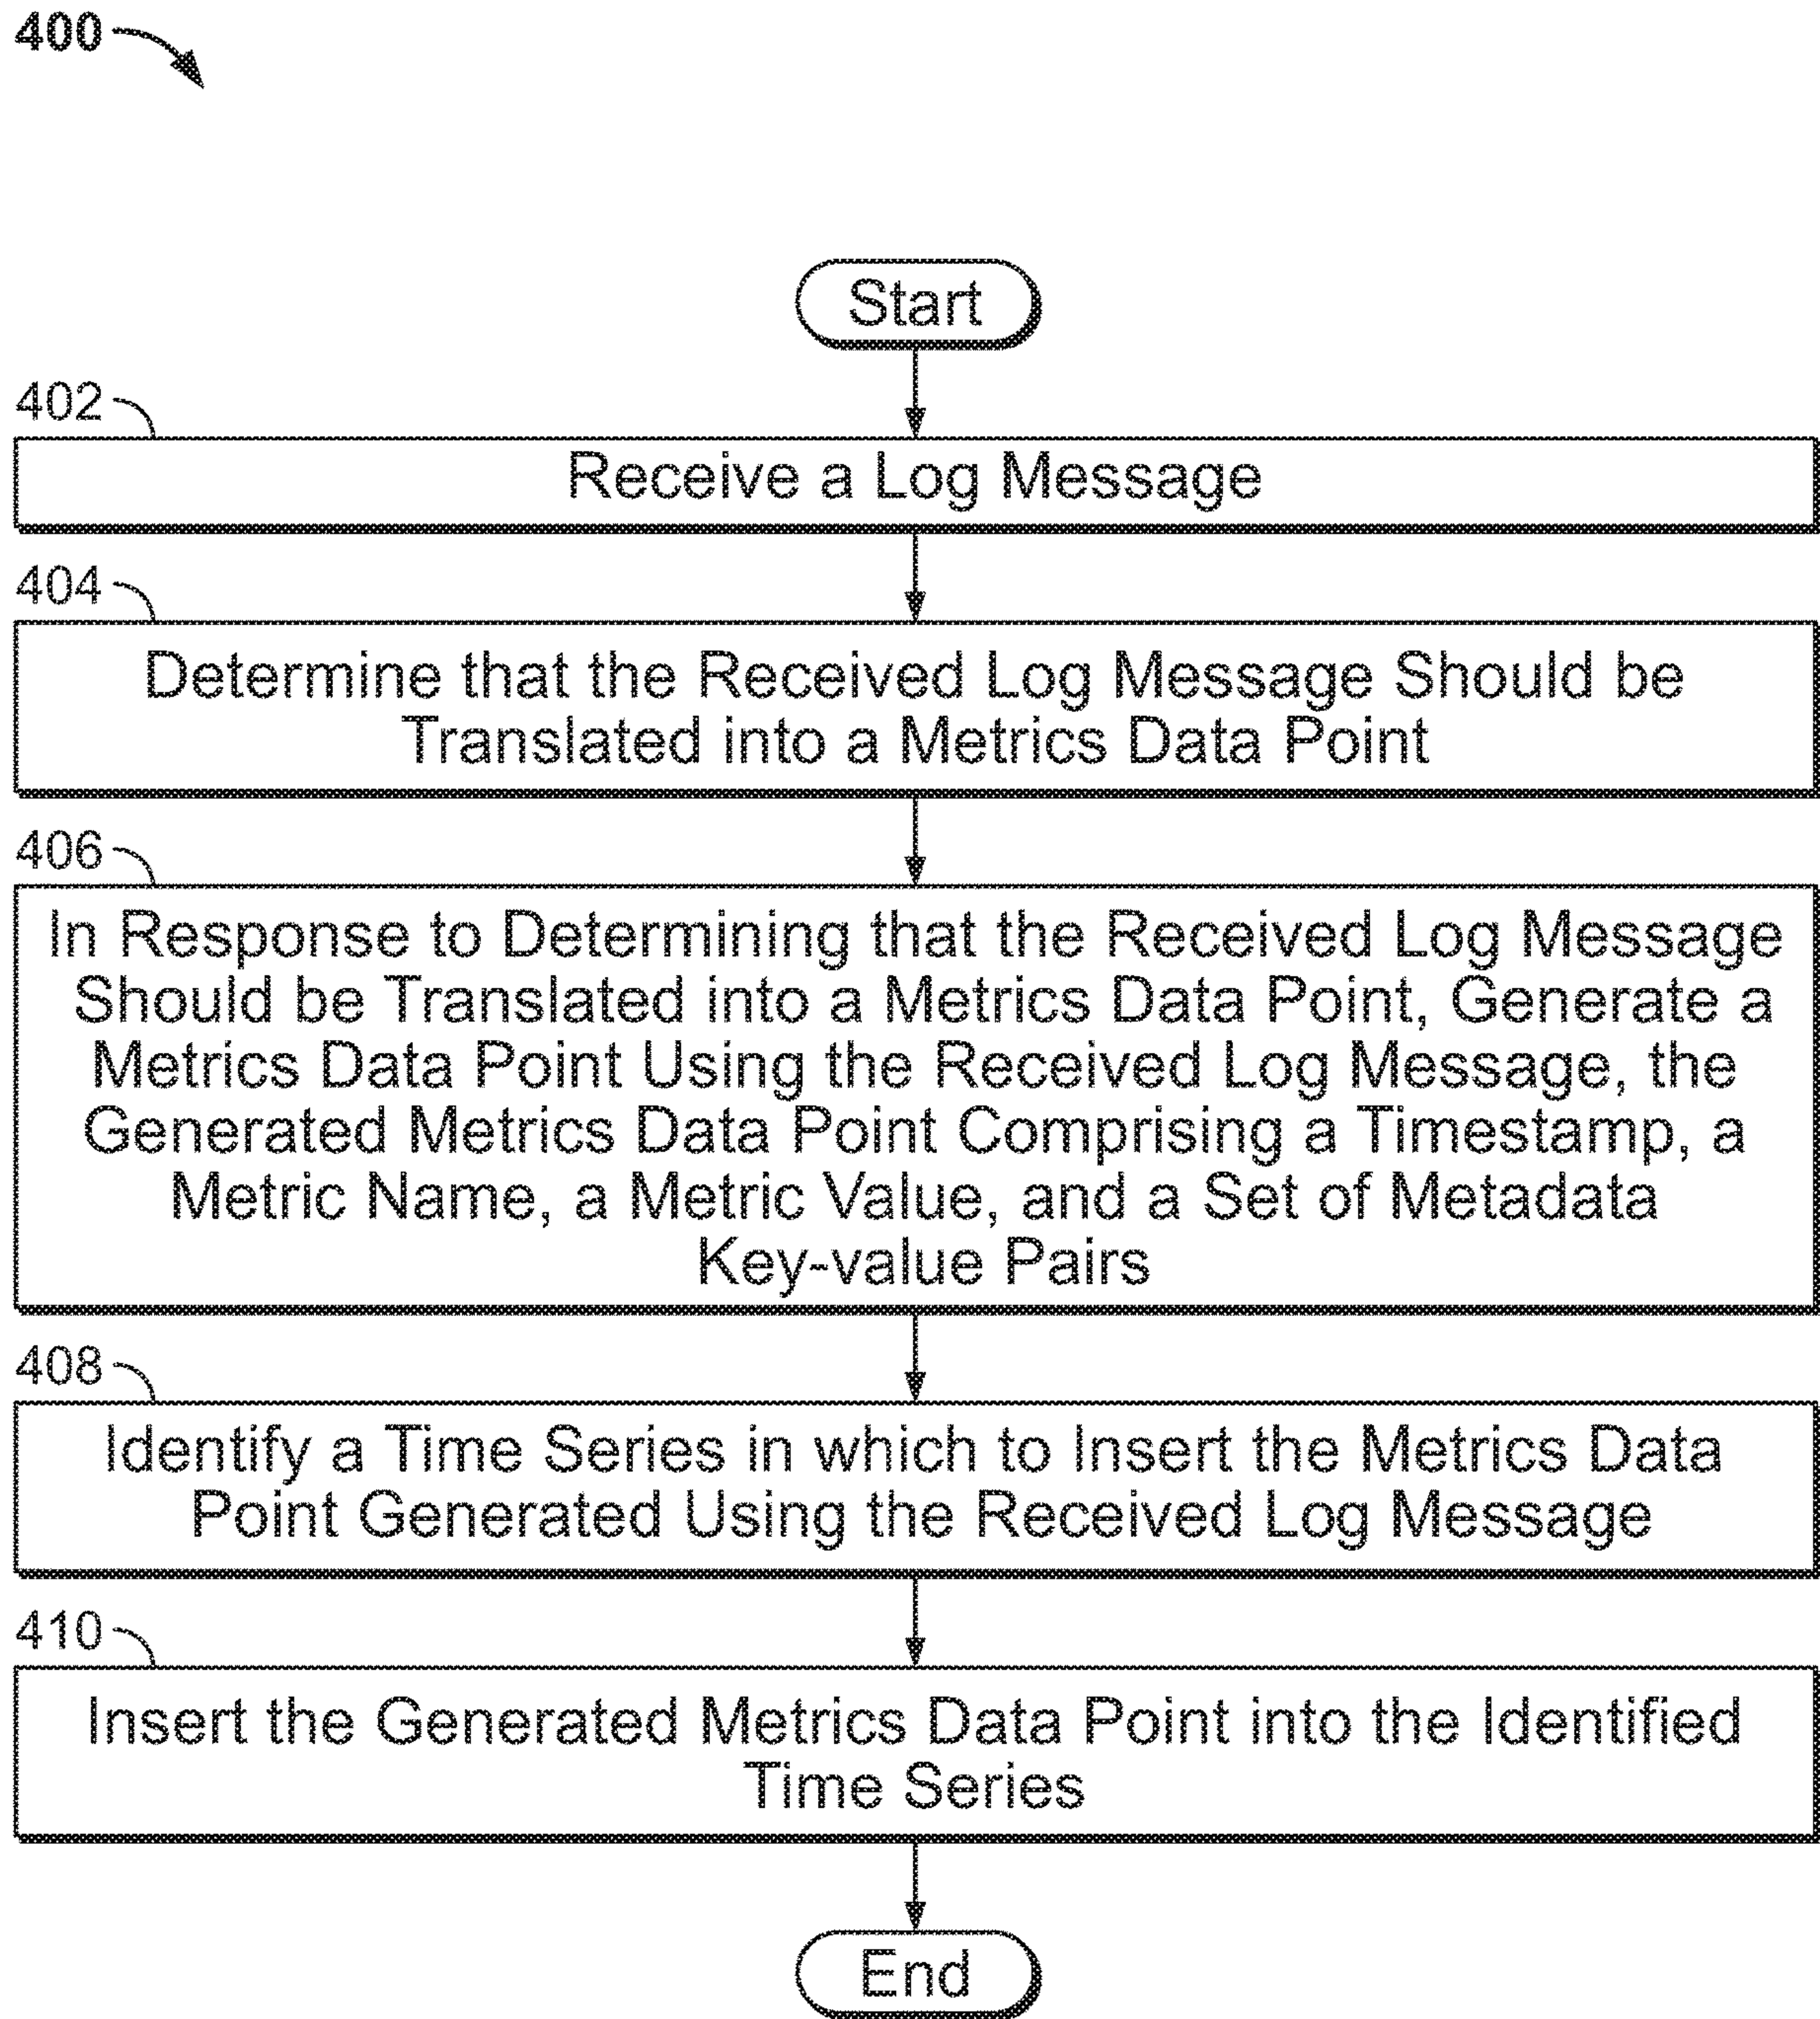 400
Start
402
Receive a Log Message
404
Determine that the Received Log Message Should be
Translated into a Metrics Data Point
406
In Response to Determining that the Received Log Message
Should be Translated into a Metrics Data Point, Generate a
Metrics Data Point Using the Received Log Message, the
Generated Metrics Data Point Comprising a Timestamp, a
Metric Name, a Metric Value, and a Set of Metadata
Key-value Pairs
408
Identify a Time Series in which to Insert the Metrics Data
Point Generated Using the Received Log Message
410
Insert the Generated Metrics Data Point into the Identified
Time Series
End